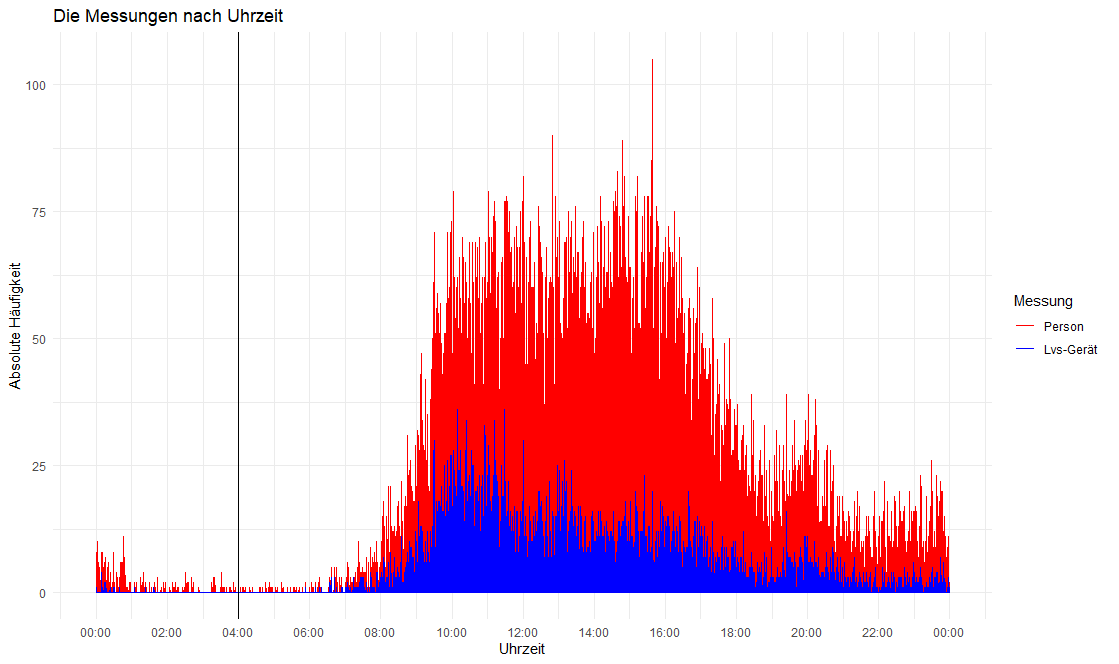 Die Messungen nach Uhrzeit
Absolute Häufigkeit
100
75
50
25
0
00:00 02:00 04:00 06:00 08:00 10:00 12:00 14:00 16:00 18:00 20:00 22:00 00:00
Uhrzeit
Messung
Person
Lvs-Gerät